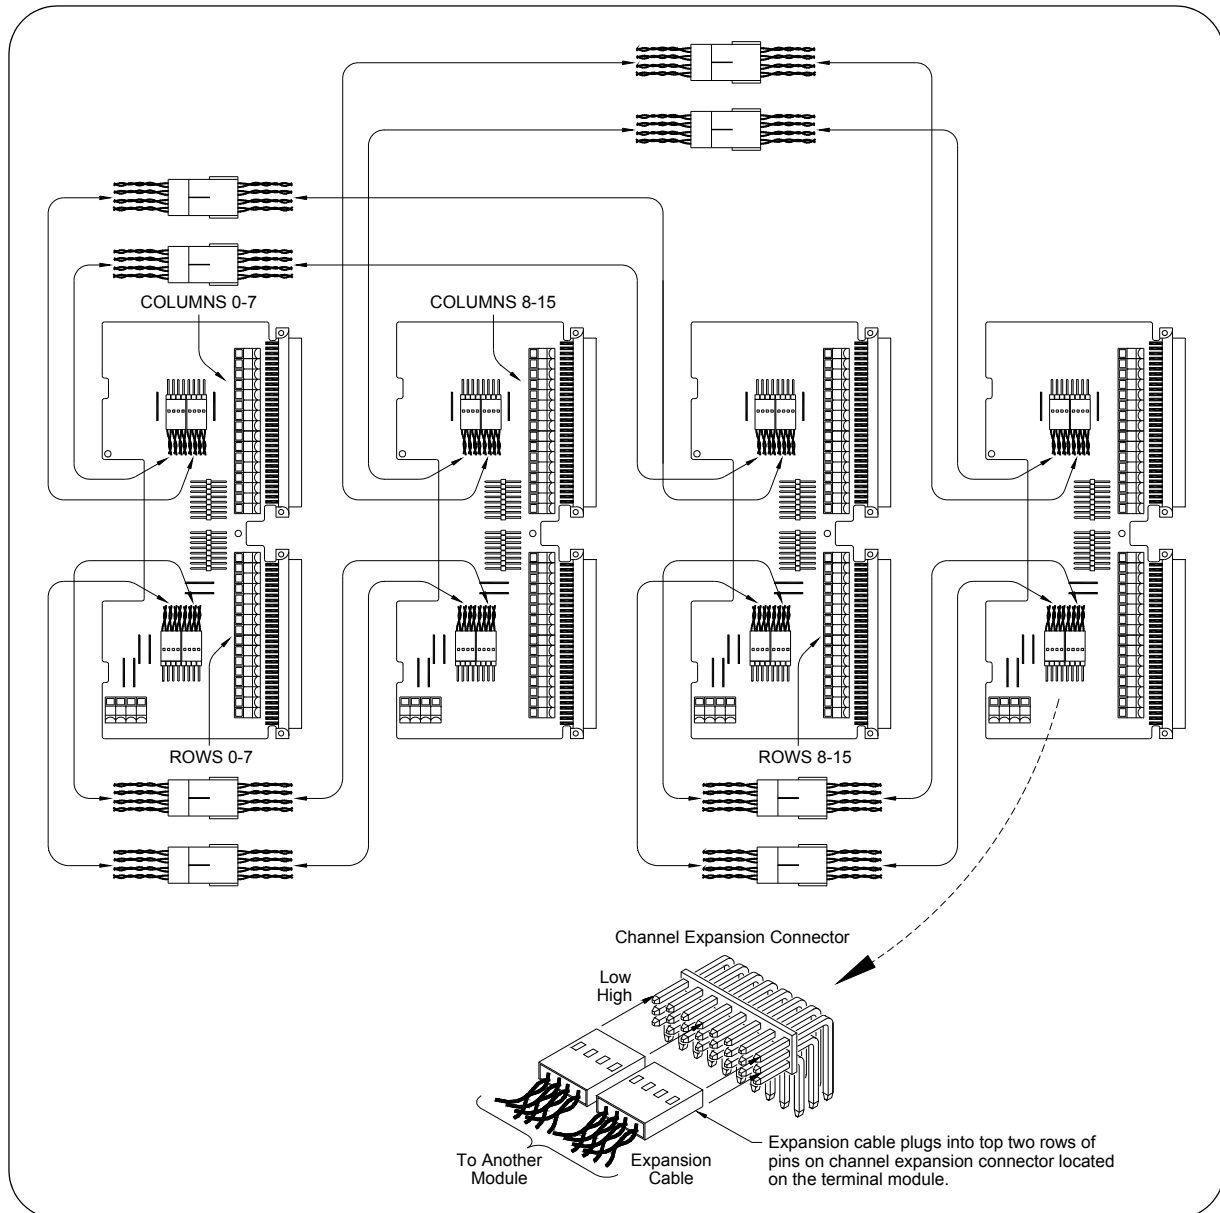 COLUMNS 0-7
COLUMNS 8-15
ROWS 0-7
ROWS 8-15
Channel Expansion Connector
Low
High
To Another
Module
Expansion
Cable
Expansion cable plugs into top two rows of
pins on channel expansion connector located
on the terminal module.